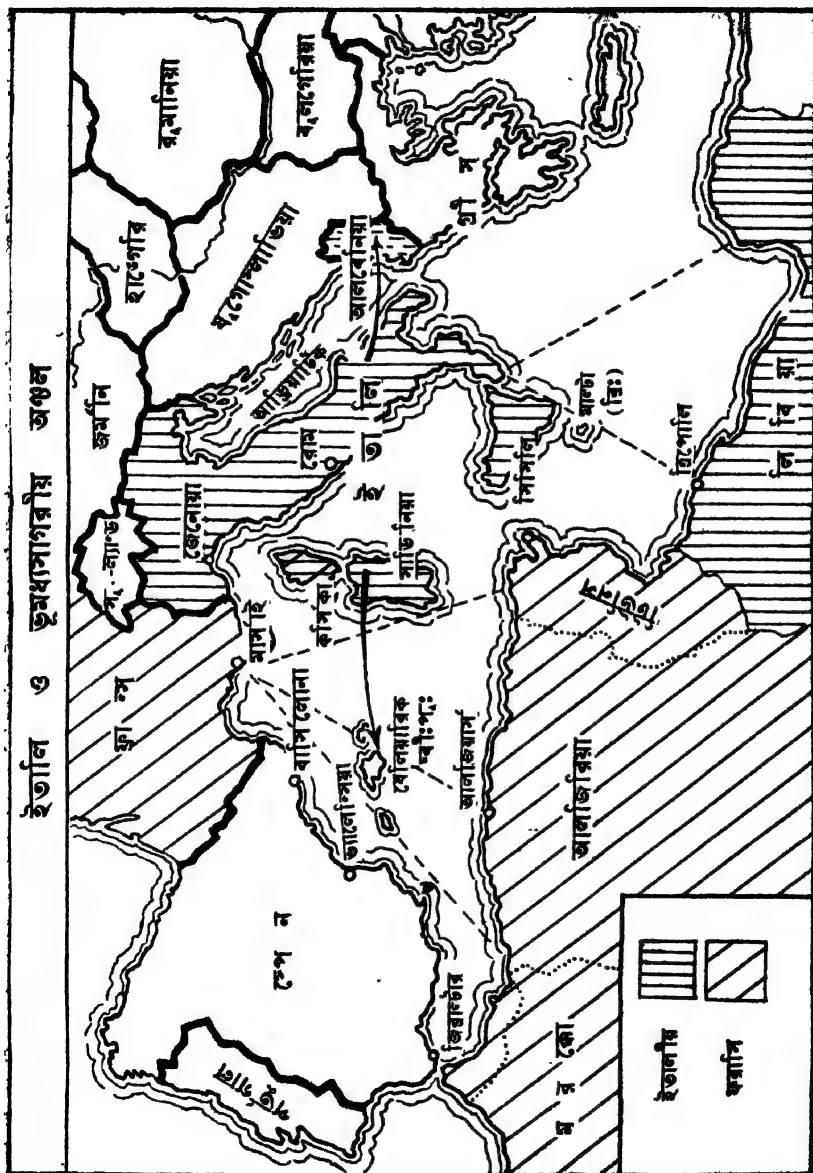 ইতালি ও ভূমধ্যসাগরীয় অঞ্চল
পর্তুগাল
স্পেন
ফ্রান্স
সু.-ল্যাণ্ড
জর্মনি
হাঙ্গেরি
রুমানিয়া
যুগোস্লাভিয়া
বুলগেরিয়া
জেনোয়া
মার্সাই
বার্সিলোনা
ভ্যালেন্সিয়া
কর্সিকা
রোম
আড্রিয়াটিক
ইতালি
আলবেনিয়া
গ্রীস
সার্ডিনিয়া
বেলিয়ারিক
দ্বীঃপুঃ
জিব্রাল্টার
আলজিয়ার্স
সিসিলি
মাল্টা
(ব্রিঃ)
টিউনিস
ত্রিপোলি
মরক্কো
আলজিরিয়া
লিবিয়া
ইতালীয়
ফরাসি